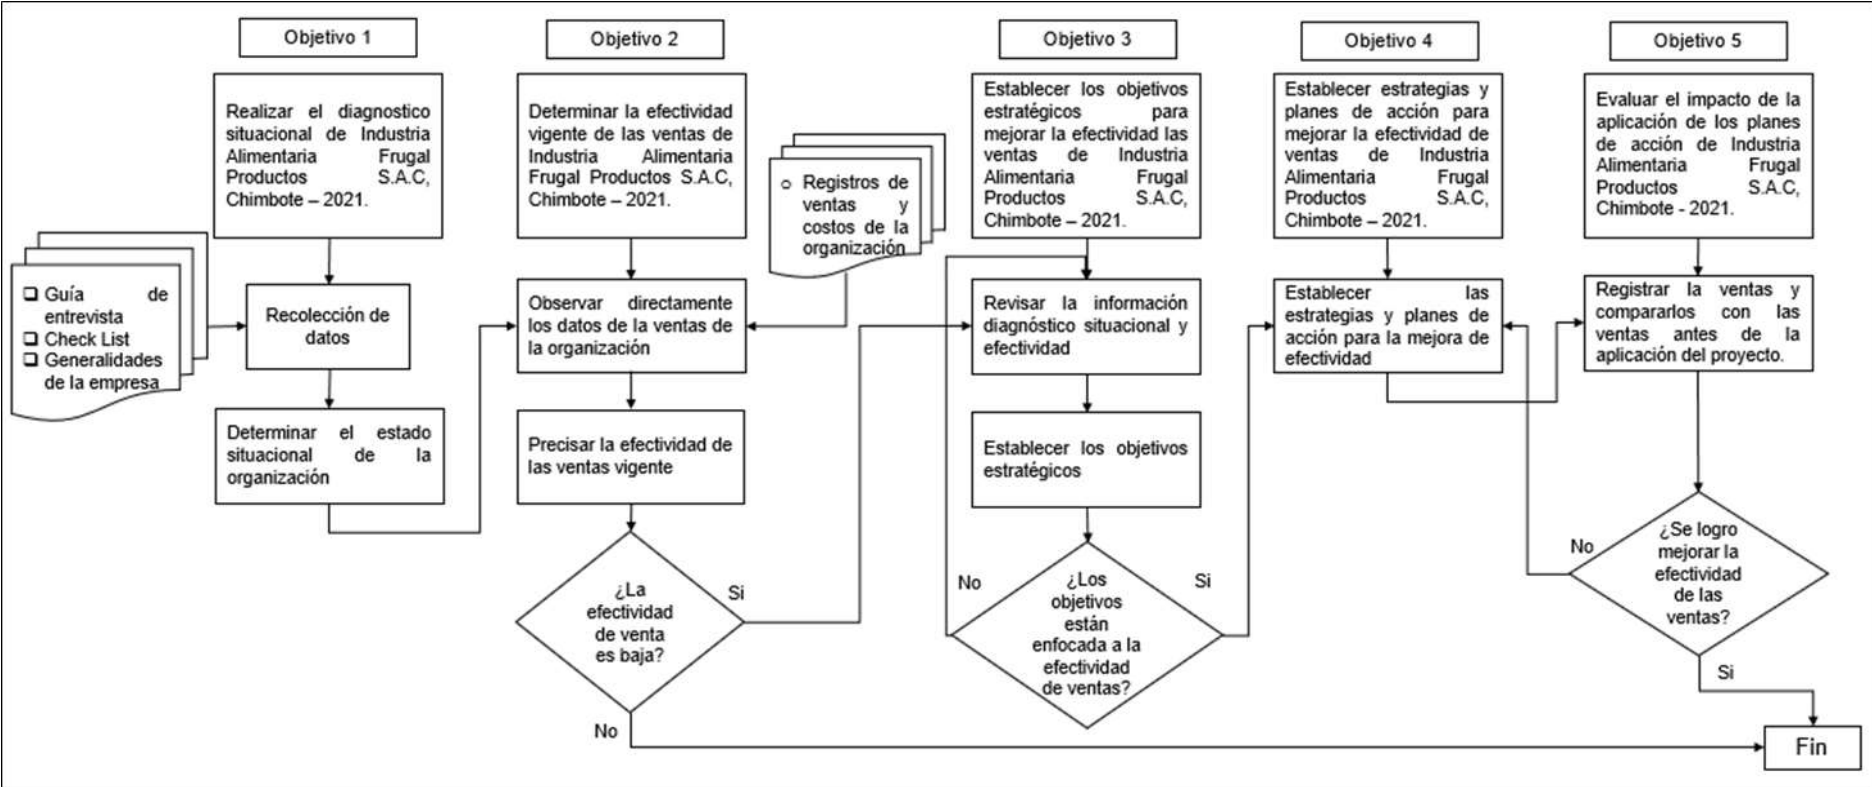 Objetivo 1
Realizar el diagnostico
situacional de Industria
Alimentaria Frugal
Productos S.A.C,
Chimbote – 2021.
❑ Guía de
entrevista
❑ Check List
❑ Generalidades
de la empresa
Recolección de
datos
Determinar el estado
situacional de la
organización
Objetivo 2
Determinar la efectividad
vigente de las ventas de
Industria Alimentaria
Frugal Productos S.A.C,
Chimbote – 2021.
o Registros de
ventas y
costos de la
organización
Observar directamente
los datos de la ventas de
la organización
Precisar la efectividad de
las ventas vigente
¿La
efectividad
de venta
es baja?
Si
No
Objetivo 3
Establecer los objetivos
estratégicos para
mejorar la efectividad las
ventas de Industria
Alimentaria Frugal
Productos S.A.C,
Chimbote – 2021.
Revisar la información
diagnóstico situacional y
efectividad
Establecer los objetivos
estratégicos
¿Los
objetivos
están
enfocada a la
efectividad
de ventas?
No
Si
Objetivo 4
Establecer estrategias y
planes de acción para
mejorar la efectividad de
ventas de Industria
Alimentaria Frugal
Productos S.A.C,
Chimbote – 2021.
Establecer las
estrategias y planes de
acción para la mejora de
efectividad
Objetivo 5
Evaluar el impacto de la
aplicación de los planes
de acción de Industria
Alimentaria Frugal
Productos S.A.C,
Chimbote - 2021.
Registrar la ventas y
compararlos con las
ventas antes de la
aplicación del proyecto.
¿Se logro
mejorar la
efectividad
de las
ventas?
No
Si
Fin